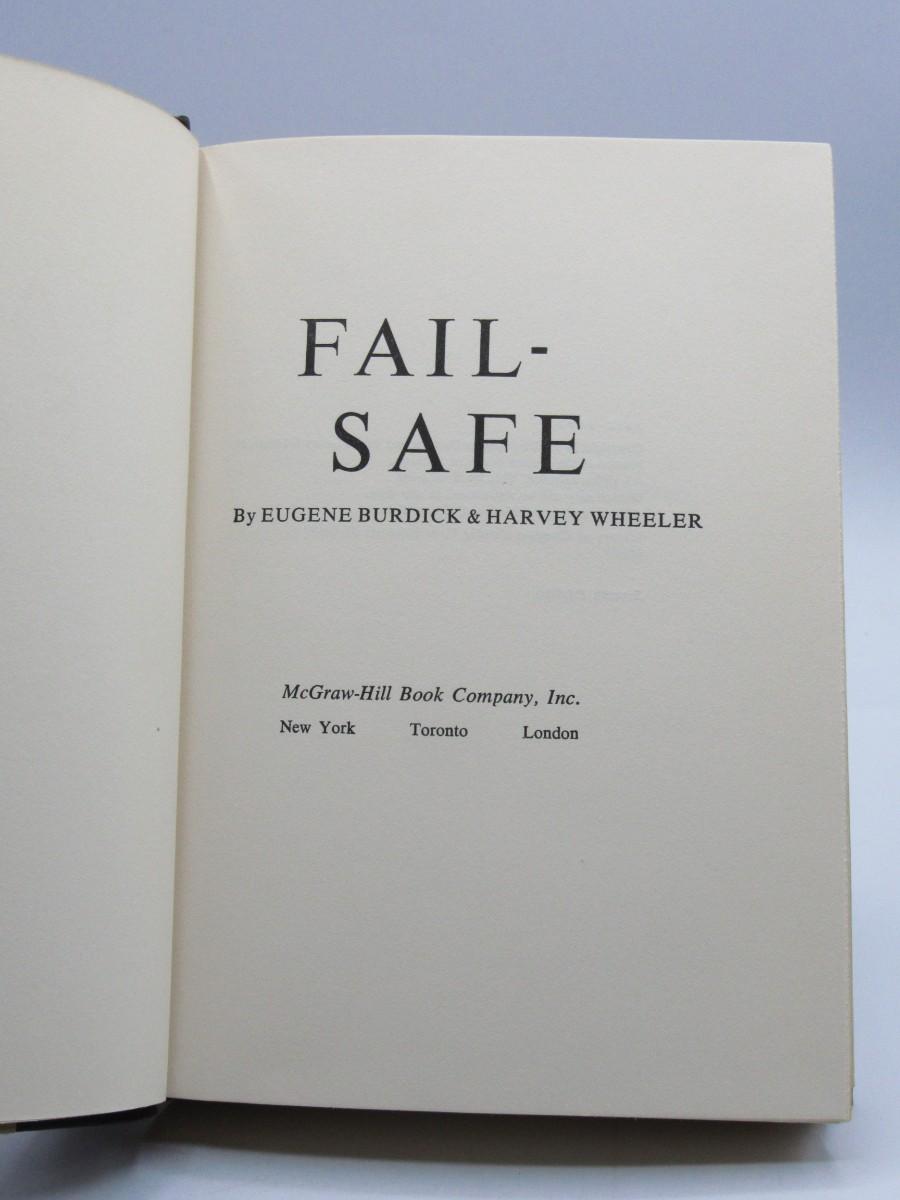 FAIL-
SAFE
By EUGENE BURDICK & HARVEY WHEELER
McGraw-Hill Book Company, Inc.
New York Toronto London